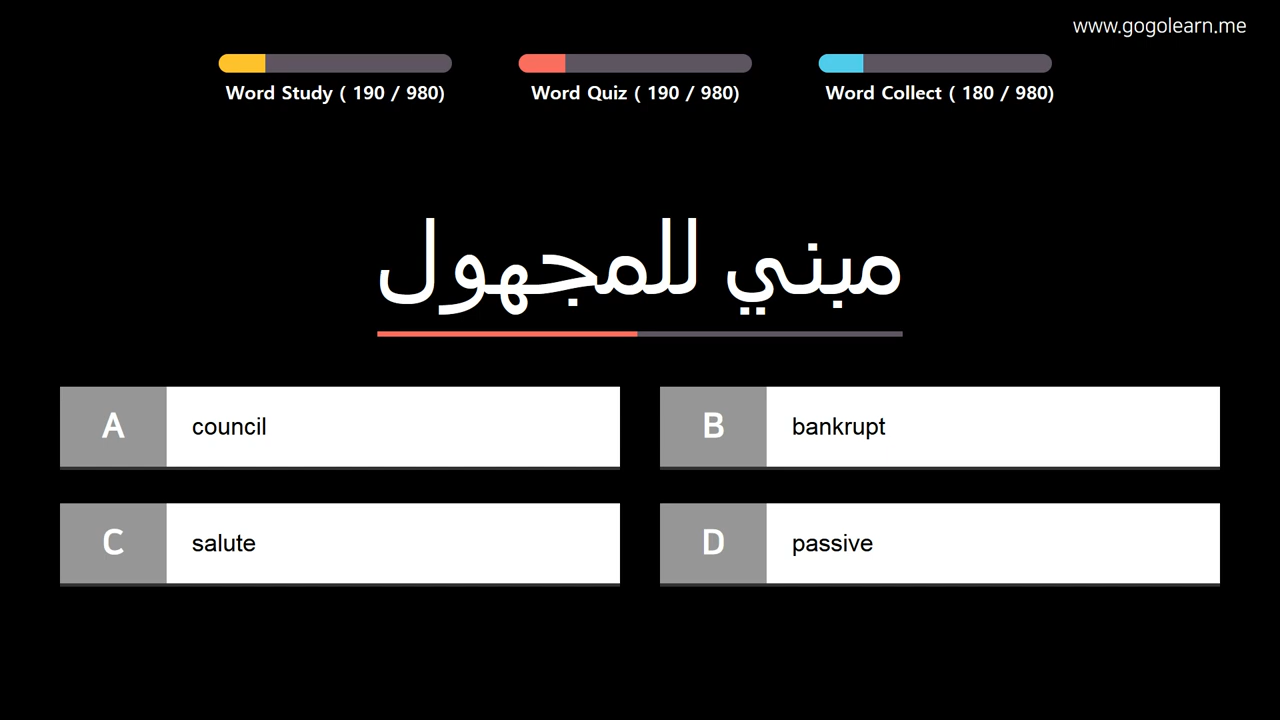 www.gogolearn.me
Word Study ( 190 / 980)
Word Quiz ( 190 / 980)
Word Collect ( 180 / 980)
مبني للمجهول
A council
B bankrupt
C salute
D passive